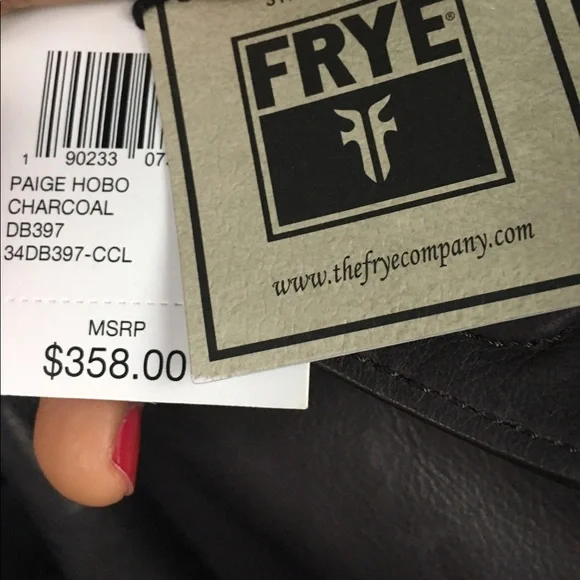 1 90233 07
PAIGE HOBO
CHARCOAL
DB397
34DB397-CCL
MSRP
$358.00
FRYE®
www.thefryecompany.com